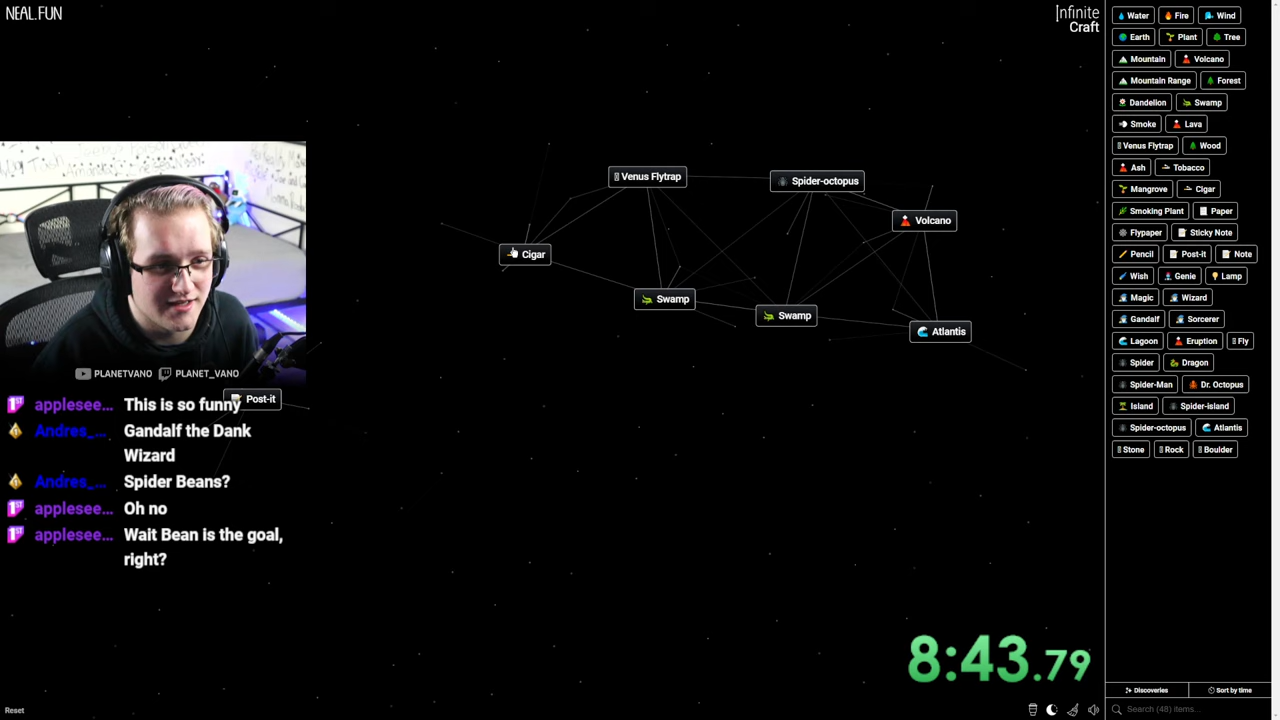 NEAL.FUN
Infinite
Craft
Venus Flytrap
Spider-octopus
Volcano
Cigar
Swamp
Swamp
Atlantis
Post-it
PLANETVANO PLANET_VANO
applesee... This is so funny
Andres_... Gandalf the Dank
Wizard
Andres_... Spider Beans?
applesee... Oh no
applesee... Wait Bean is the goal,
right?
8:43.79
Reset
Water Fire Wind
Earth Plant Tree
Mountain Volcano
Mountain Range Forest
Dandelion Swamp
Smoke Lava
Venus Flytrap Wood
Ash Tobacco
Mangrove Cigar
Smoking Plant Paper
Flypaper Sticky Note
Pencil Post-it Note
Wish Genie Lamp
Magic Wizard
Gandalf Sorcerer
Lagoon Eruption Fly
Spider Dragon
Spider-Man Dr. Octopus
Island Spider-island
Spider-octopus Atlantis
Stone Rock Boulder
Discoveries Sort by time
Search (48) items...